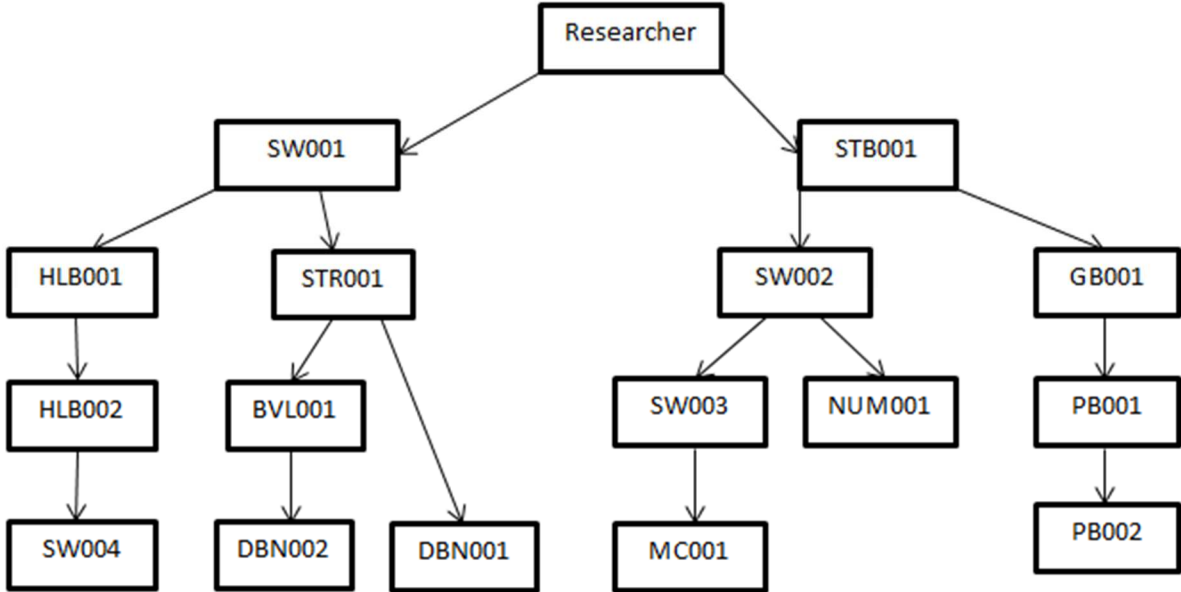 Researcher
SW001
STB001
HLB001
STR001
SW002
GB001
HLB002
BVL001
SW003
NUM001
PB001
SW004
DBN002
DBN001
MC001
PB002